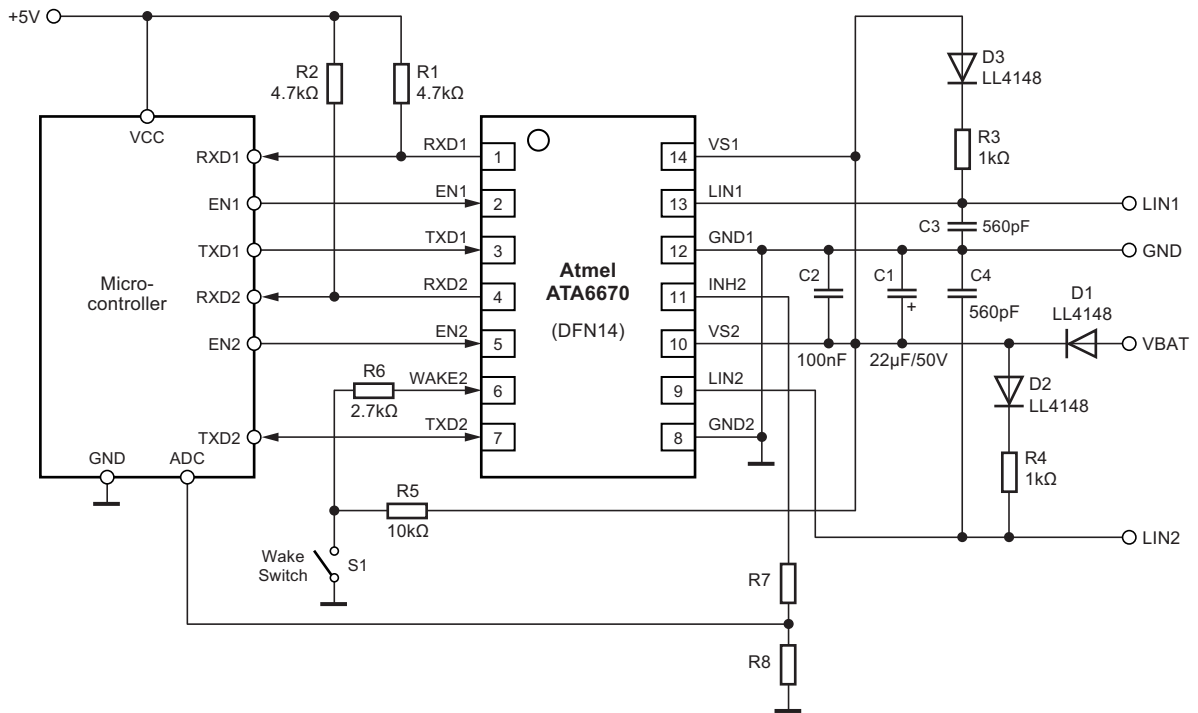 +5V
R2
4.7kΩ
R1
4.7kΩ
D3
LL4148
R3
1kΩ
VCC
RXD1
EN1
TXD1
RXD2
EN2
TXD2
GND
ADC
Micro-
controller
RXD1
EN1
TXD1
RXD2
EN2
WAKE2
TXD2
R6
2.7kΩ
1
2
3
4
5
6
7
Atmel
ATA6670
(DFN14)
14
13
12
11
10
9
8
VS1
LIN1
GND1
INH2
VS2
LIN2
GND2
C3
560pF
C2
100nF
C1
+
22µF/50V
C4
560pF
D1
LL4148
D2
LL4148
R4
1kΩ
LIN1
GND
VBAT
LIN2
R5
10kΩ
Wake
Switch
S1
R7
R8